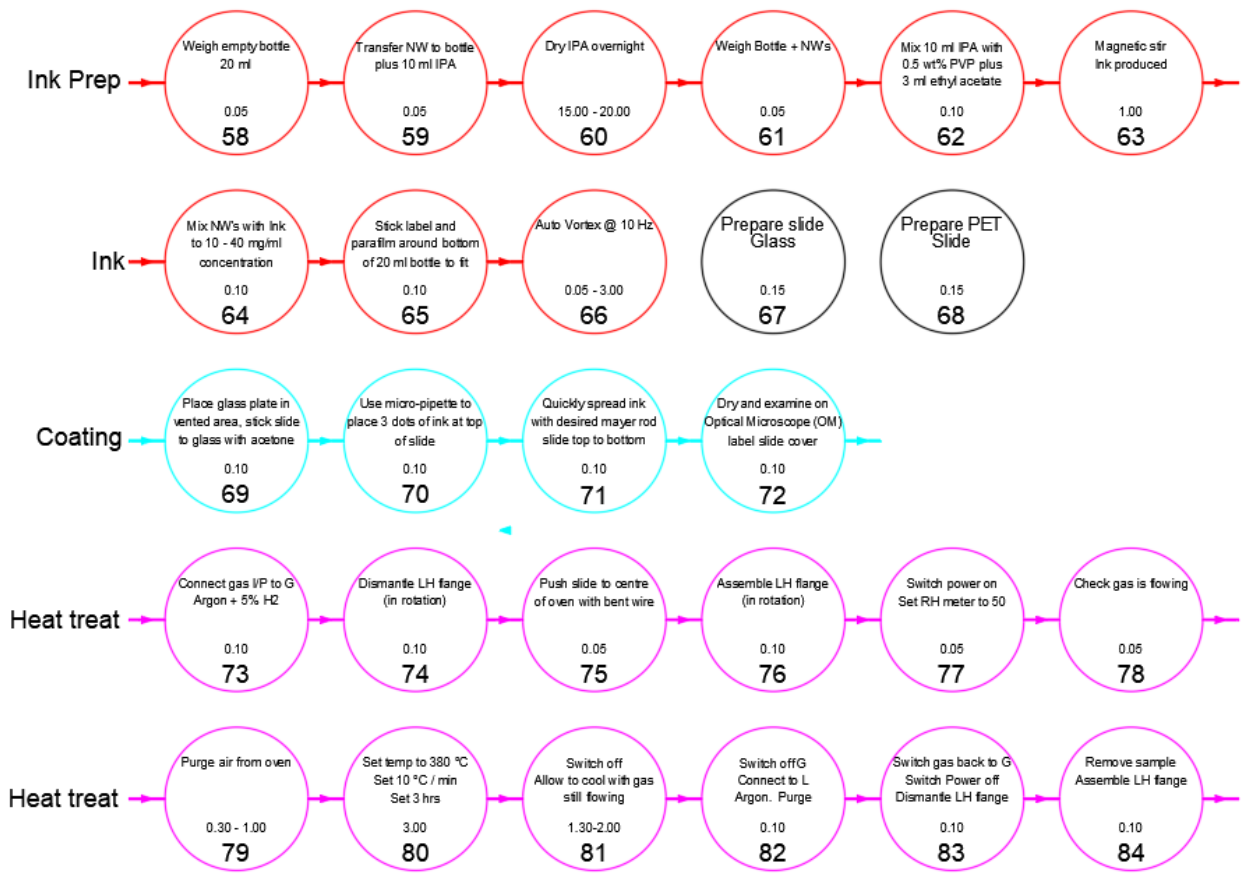 Ink Prep
Weigh empty bottle
20 ml
0.05
58
Transfer NW to bottle
plus 10 ml IPA
0.05
59
Dry IPA overnight
15.00 - 20.00
60
Weigh Bottle + NW's
0.05
61
Mix 10 ml IPA with
0.5 wt% PVP plus
3 ml ethyl acetate
0.10
62
Magnetic stir
Ink produced
1.00
63
Ink
Mix NW's with Ink
to 10 - 40 mg/ml
concentration
0.10
64
Stick label and
parafilm around bottom
of 20 ml bottle to fit
0.10
65
Auto Vortex @ 10 Hz
0.05 - 3.00
66
Prepare slide
Glass
0.15
67
Prepare PET
Slide
0.15
68
Coating
Place glass plate in
vented area, stick slide
to glass with acetone
0.10
69
Use micro-pipette to
place 3 dots of ink at top
of slide
0.10
70
Quickly spread ink
with desired mayer rod
slide top to bottom
0.10
71
Dry and examine on
Optical Microscope (OM)
label slide cover
0.10
72
Heat treat
Connect gas I/P to G
Argon + 5% H2
0.10
73
Dismantle LH flange
(in rotation)
0.10
74
Push slide to centre
of oven with bent wire
0.05
75
Assemble LH flange
(in rotation)
0.10
76
Switch power on
Set RH meter to 50
0.05
77
Check gas is flowing
0.05
78
Heat treat
Purge air from oven
0.30 - 1.00
79
Set temp to 380 °C
Set 10 °C / min
Set 3 hrs
3.00
80
Switch off
Allow to cool with gas
still flowing
1.30-2.00
81
Switch off G
Connect to L
Argon. Purge
0.10
82
Switch gas back to G
Switch Power off
Dismantle LH flange
0.10
83
Remove sample
Assemble LH flange
0.10
84